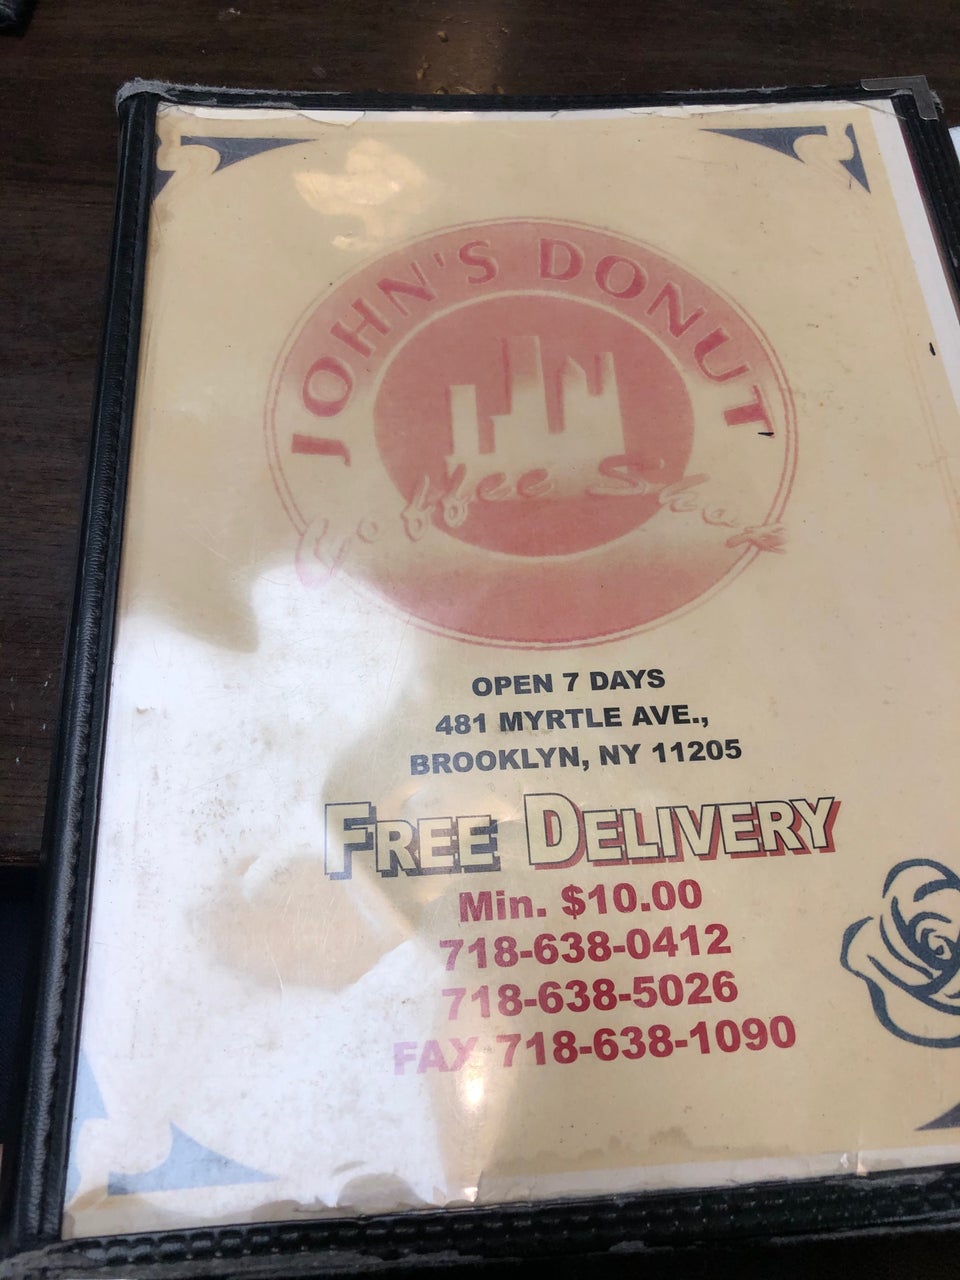 JOHN'S DONUT
Coffee Shop
OPEN 7 DAYS
481 MYRTLE AVE.,
BROOKLYN, NY 11205
FREE DELIVERY
Min. $10.00
718-638-0412
718-638-5026
FAX 718-638-1090